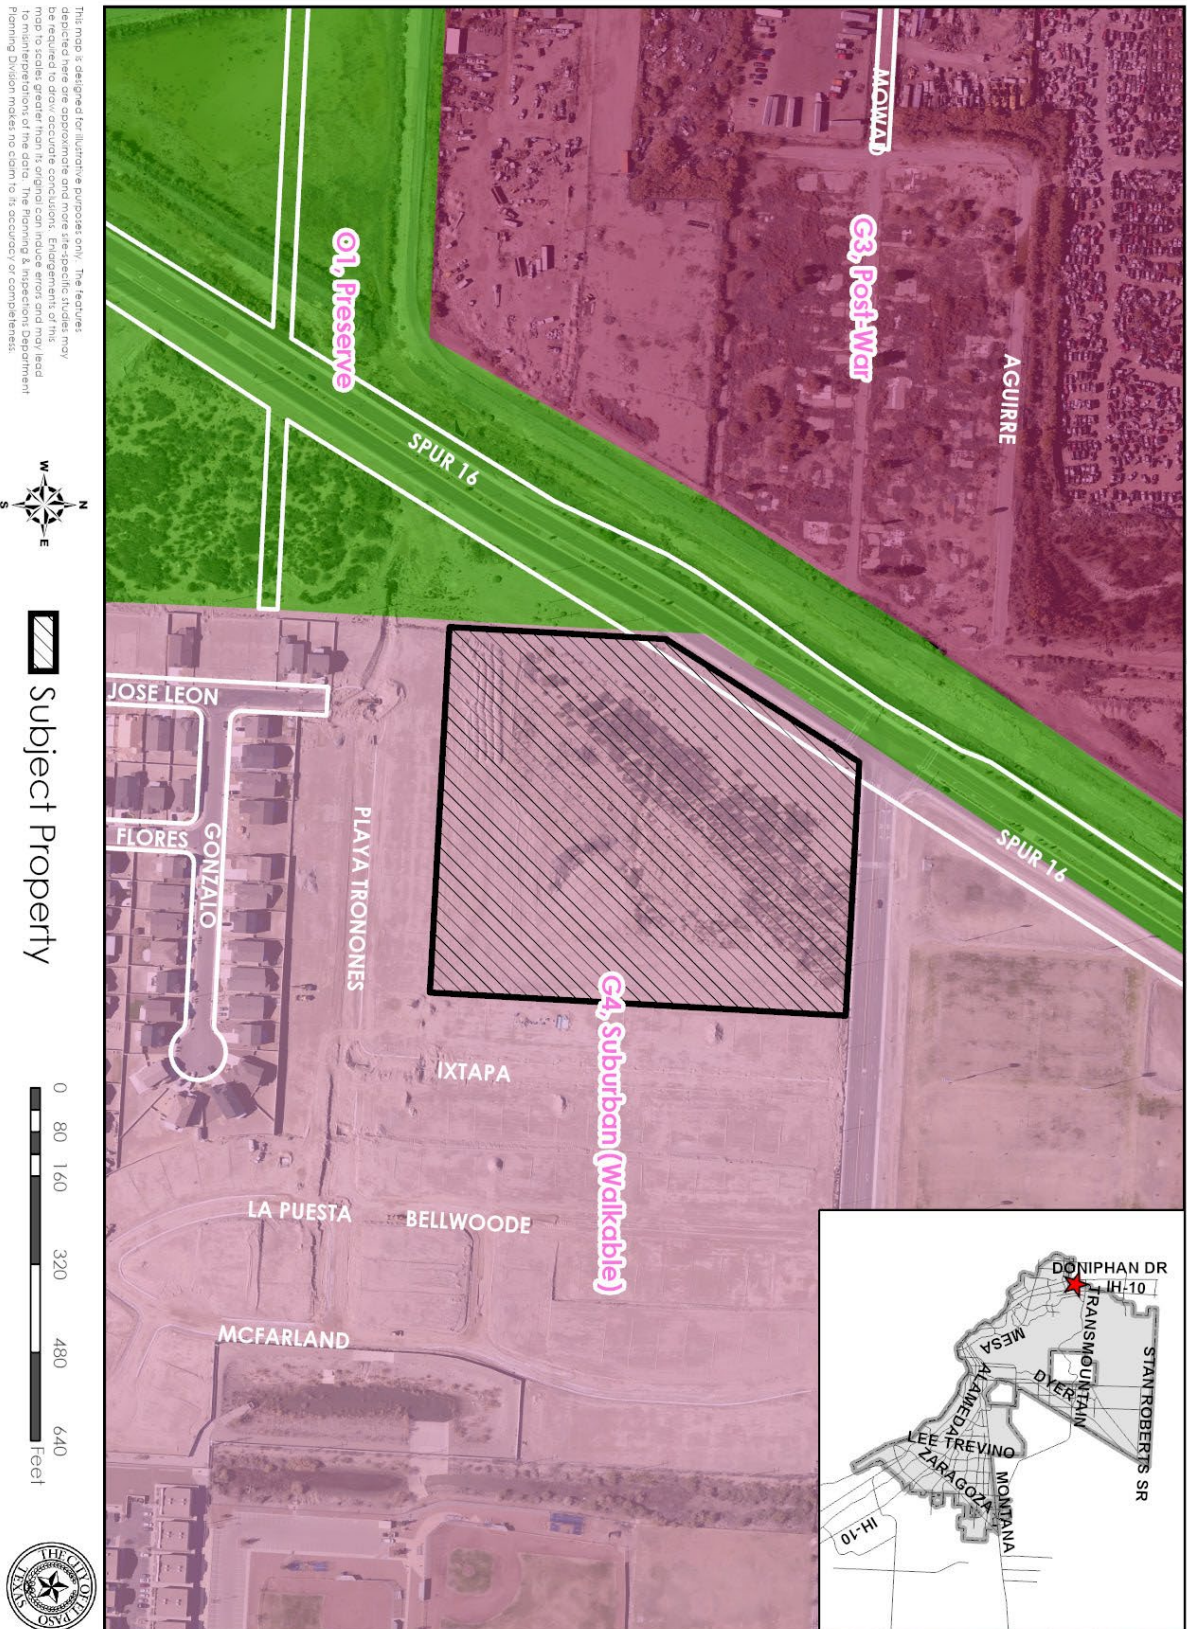 MOWAD
G3, Post-War
AGUIRRE
O1, Preserve
SPUR 16
SPUR 16
JOSE LEON
FLORES
GONZALO
PLAYA TRONONES
G4, Suburban (Walkable)
IXTAPA
LA PUESTA
BELLWOODE
MCFARLAND
DONIPHAN DR
IH-10
TRANSMOUNTAIN
STAN ROBERTS SR
MESA
DYER
ALAMEDA
LEE TREVINO
ZARAGOZA
MONTANA
IH-10
This map is designed for illustrative purposes only. The features
depicted here are approximate and more site-specific studies may
be required to draw accurate conclusions. Enlargements of this
map to scales greater than its original can induce errors and may lead
to misinterpretations of the data. The Planning & Inspections Department
Planning Division makes no claim to its accuracy or completeness.
N
W
E
S
Subject Property
0 80 160 320 480 640
Feet
THE CITY OF EL PASO
TEXAS